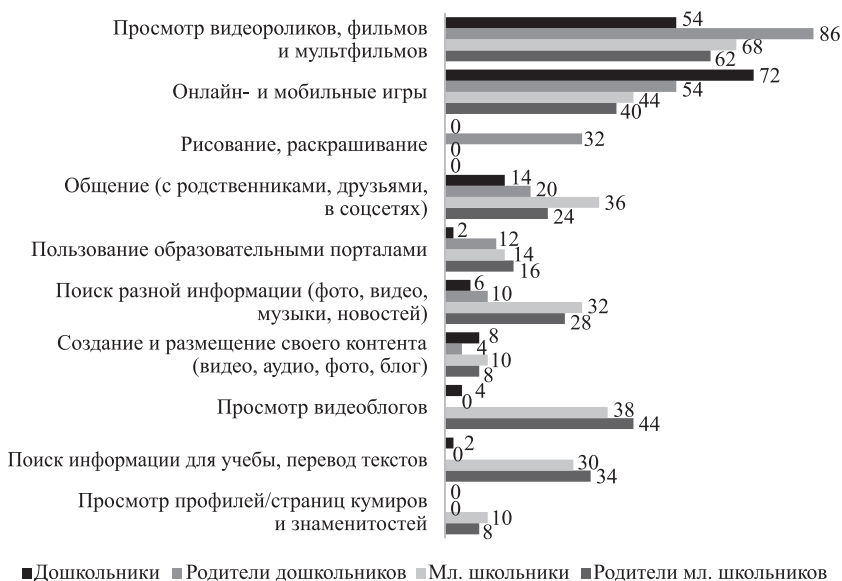 Просмотр видеороликов, фильмов
и мультфильмов
54
86
68
62
Онлайн- и мобильные игры
72
54
44
40
Рисование, раскрашивание
0
32
0
0
Общение (с родственниками, друзьями,
в соцсетях)
14
20
36
24
Пользование образовательными порталами
2
12
14
16
Поиск разной информации (фото, видео,
музыки, новостей)
6
10
32
28
Создание и размещение своего контента
(видео, аудио, фото, блог)
8
4
10
8
Просмотр видеоблогов
4
0
38
44
Поиск информации для учебы, перевод текстов
2
0
30
34
Просмотр профилей/страниц кумиров
и знаменитостей
0
0
10
8
Дошкольники Родители дошкольников Мл. школьники Родители мл. школьников